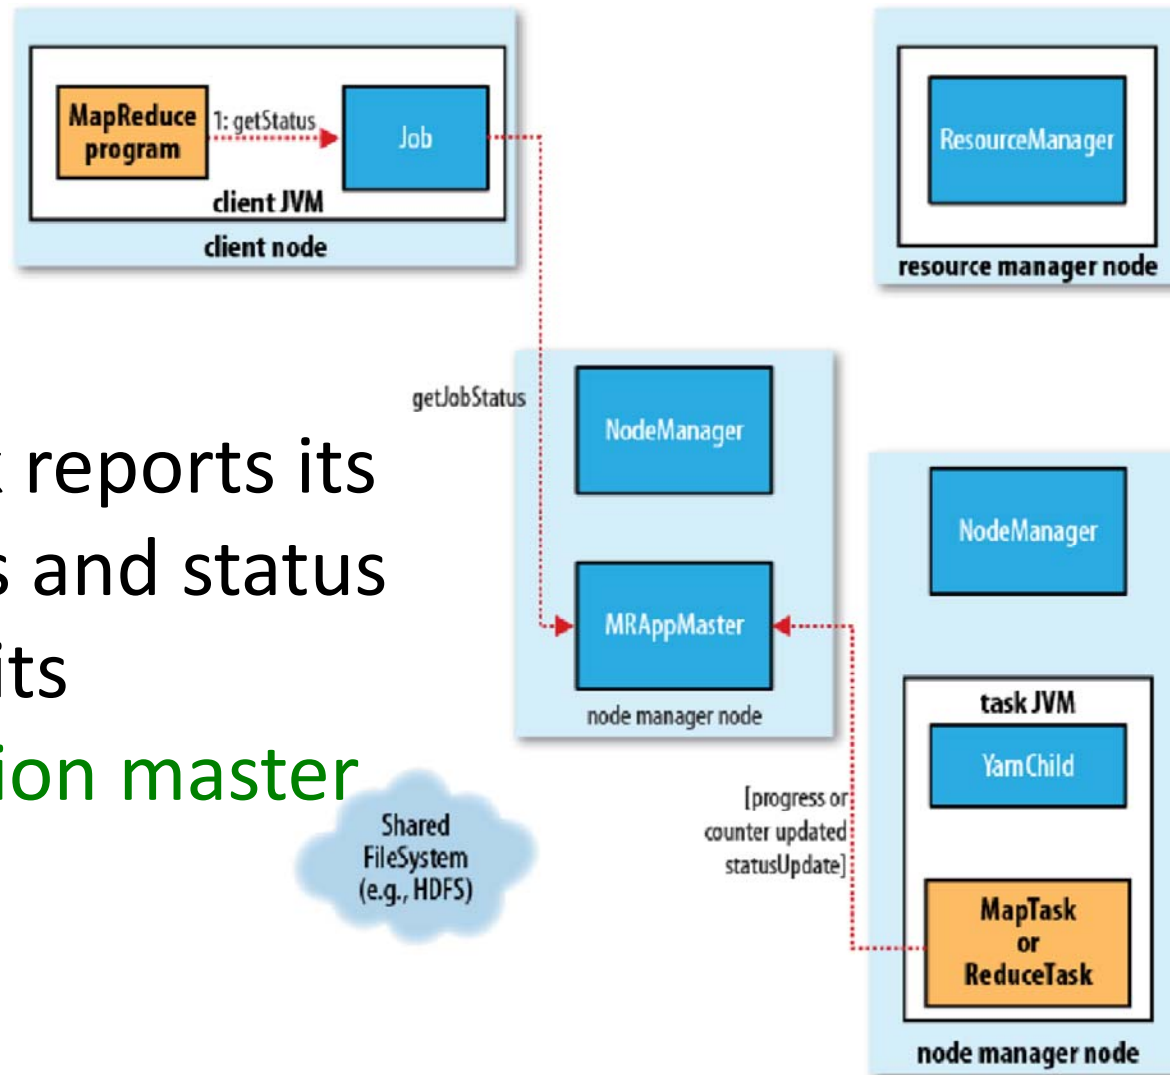 MapReduce
program
1: getStatus
Job
client JVM
client node
ResourceManager
resource manager node
getJobStatus
NodeManager
MRAppMaster
node manager node
reports its
s and status
its
ion master
Shared
FileSystem
(e.g., HDFS)
NodeManager
task JVM
YarnChild
[progress or
counter updated
statusUpdate]
MapTask
or
ReduceTask
node manager node